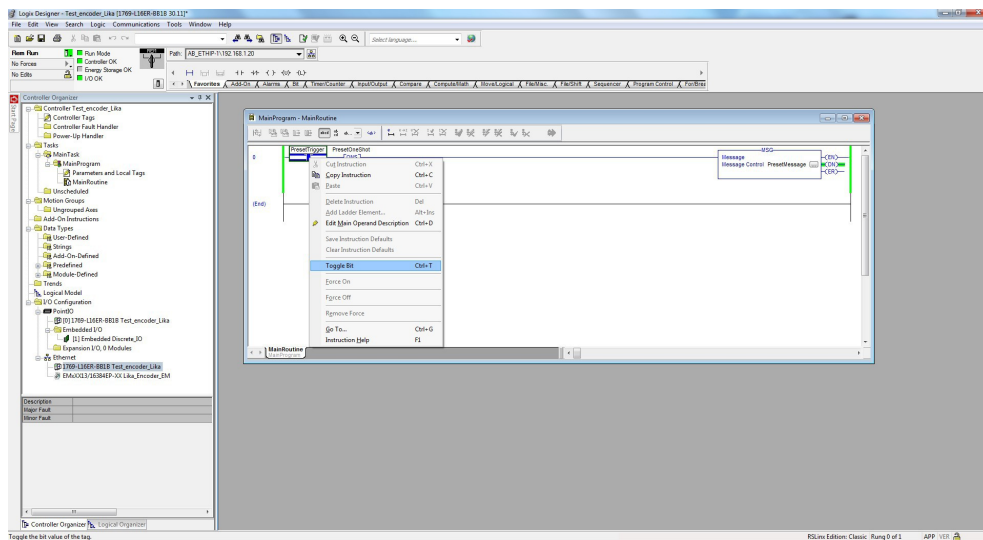 Logix Designer - Test_encoder_Lika [1769-L16ER-BB1B 30.11]*
File Edit View Search Logic Communications Tools Window Help
Select language...
Rem Run
Run Mode
Path: AB_ETHIP-1\192.168.1.20
No Forces
Controller OK
Energy Storage OK
No Edits
I/O OK
Favorites Add-On Alarms Bit Timer/Counter Input/Output Compare Compute/Math Move/Logical File/Misc. File/Shift Sequencer Program Control For/Break
Start Page
Controller Organizer
Controller Test_encoder_Lika
Controller Tags
Controller Fault Handler
Power-Up Handler
Tasks
MainTask
MainProgram
Parameters and Local Tags
MainRoutine
Unscheduled
Motion Groups
Ungrouped Axes
Add-On Instructions
Data Types
User-Defined
Strings
Add-On-Defined
Predefined
Module-Defined
Trends
Logical Model
I/O Configuration
PointIO
[0] 1769-L16ER-BB1B Test_encoder_Lika
Embedded I/O
[1] Embedded Discrete_IO
Expansion I/O, 0 Modules
Ethernet
1769-L16ER-BB1B Test_encoder_Lika
EMxXX13/16384EP-XX Lika_Encoder_EM
Description
Major Fault
Minor Fault
Controller Organizer Logical Organizer
MainProgram - MainRoutine
0
PresetTrigger PresetOneShot
[ONS]
MSG
Message
Message Control PresetMessage ...
(EN)
(DN)
(ER)
(End)
Cut Instruction Ctrl+X
Copy Instruction Ctrl+C
Paste Ctrl+V
Delete Instruction Del
Add Ladder Element... Alt+Ins
Edit Main Operand Description Ctrl+D
Save Instruction Defaults
Clear Instruction Defaults
Toggle Bit Ctrl+T
Force On
Force Off
Remove Force
Go To... Ctrl+G
Instruction Help F1
MainRoutine
MainProgram
Toggle the bit value of the tag.
RSLinx Edition: Classic Rung 0 of 1 APP VER